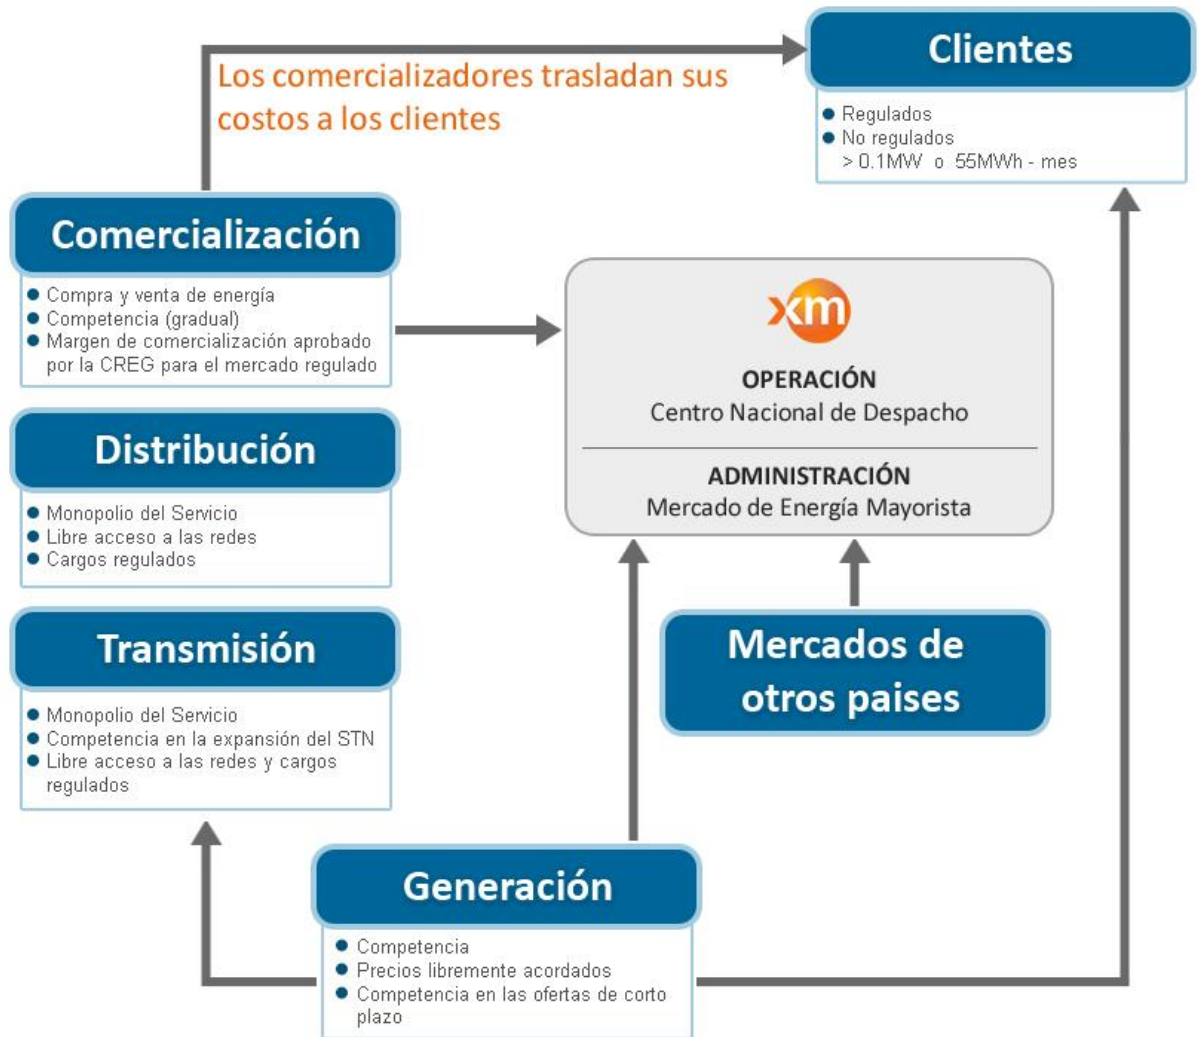 Clientes
Los comercializadores trasladan sus
costos a los clientes
Regulados
No regulados
> 0.1MW o 55MWh - mes
Comercialización
Compra y venta de energía
Competencia (gradual)
Margen de comercialización aprobado
por la CREG para el mercado regulado
xm
OPERACIÓN
Centro Nacional de Despacho
ADMINISTRACIÓN
Mercado de Energía Mayorista
Distribución
Monopolio del Servicio
Libre acceso a las redes
Cargos regulados
Transmisión
Monopolio del Servicio
Competencia en la expansión del STN
Libre acceso a las redes y cargos
regulados
Mercados de
otros paises
Generación
Competencia
Precios libremente acordados
Competencia en las ofertas de corto
plazo